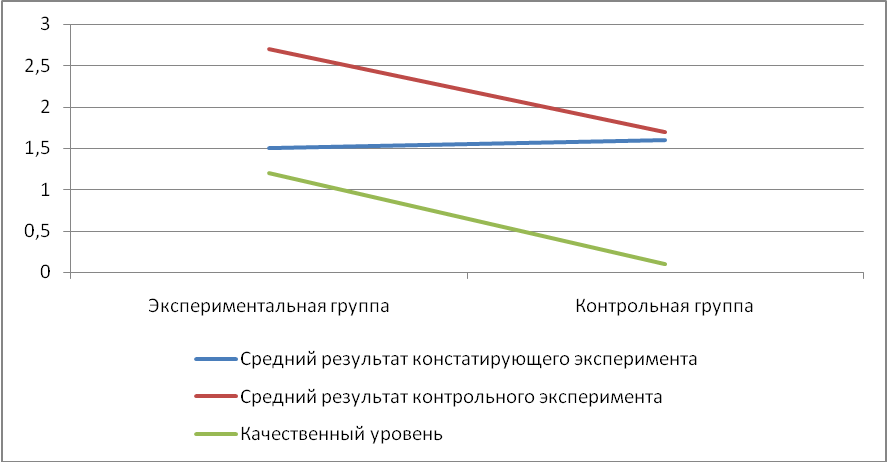 3
2,5
2
1,5
1
0,5
0
Экспериментальная группа Контрольная группа
Средний результат констатирующего эксперимента
Средний результат контрольного эксперимента
Качественный уровень